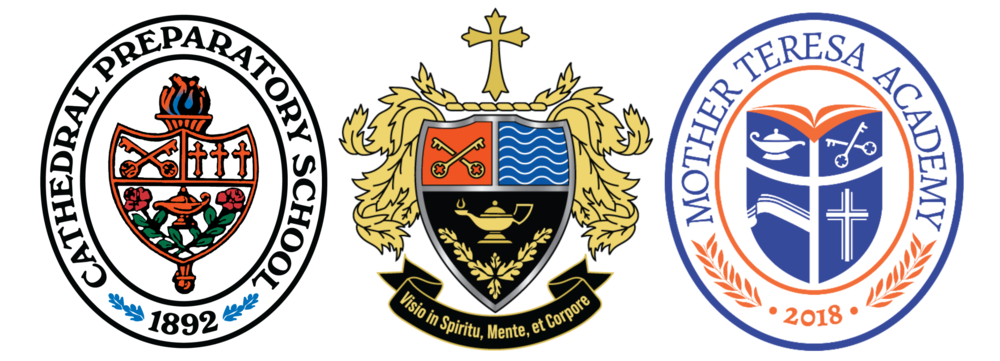 CATHEDRAL PREPARATORY SCHOOL
1892
Visio in Spiritu, Mente, et Corpore
MOTHER TERESA ACADEMY
• 2018 •